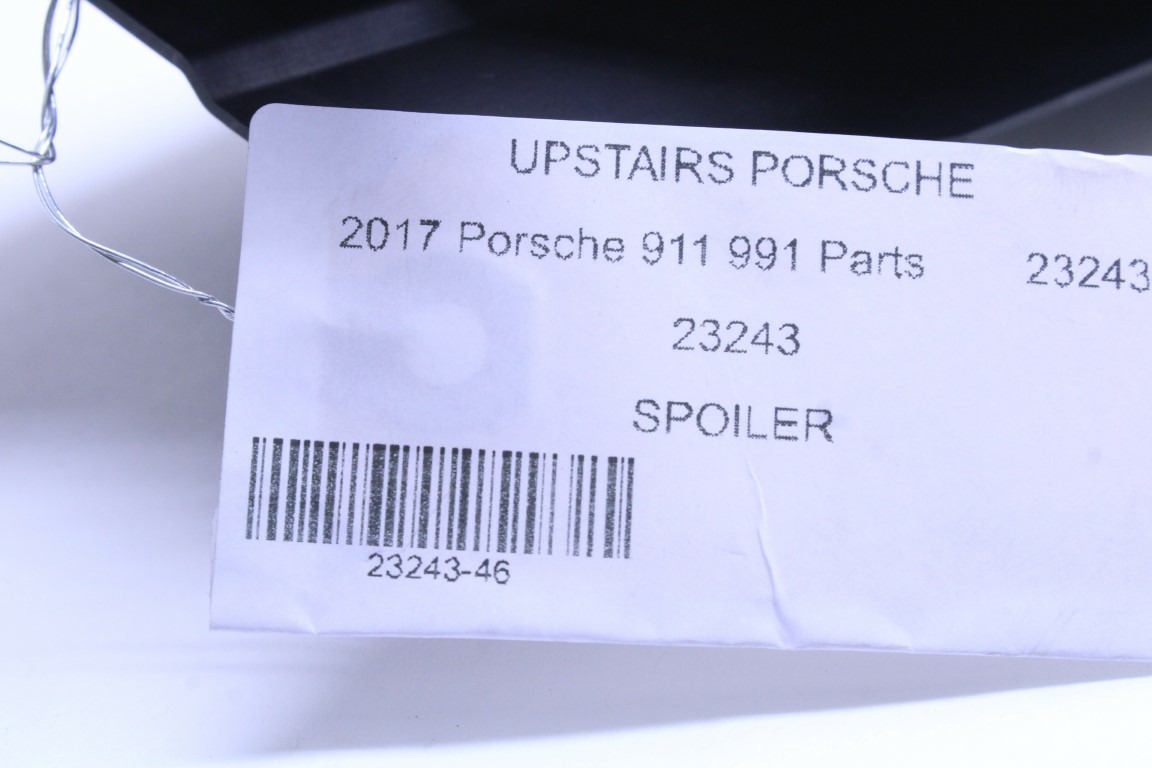 UPSTAIRS PORSCHE
2017 Porsche 911 991 Parts 23243
23243
SPOILER
23243-46